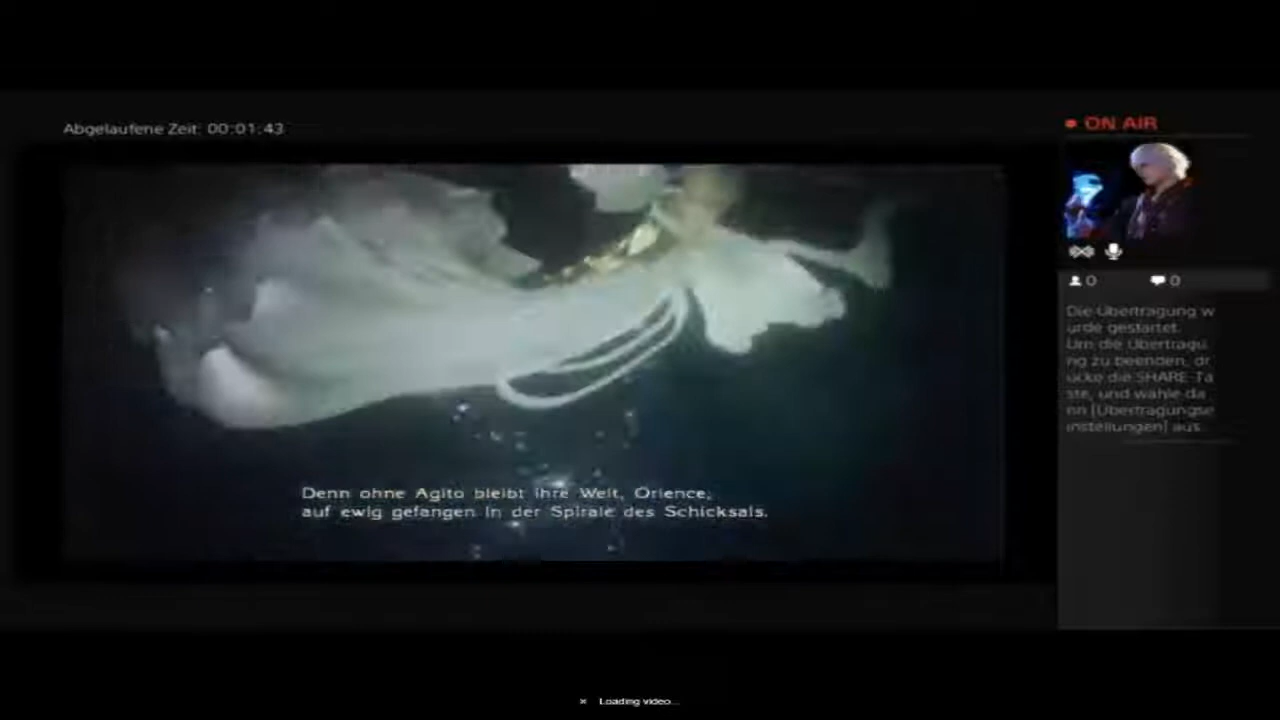 Abgelaufene Zeit: 00:01:43
ON AIR
0
0
Die Übertragung w
urde gestartet.
Um die Übertragu
ng zu beenden, dr
ücke die SHARE-Ta
ste, und wähle da
nn [Übertragungse
instellungen] aus.
Denn ohne Agito bleibt ihre Welt, Orience,
auf ewig gefangen in der Spirale des Schicksals.
Loading video...